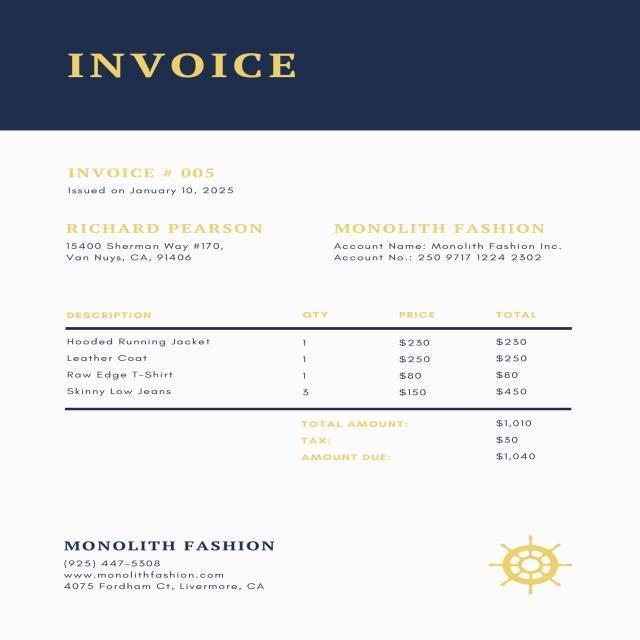 INVOICE
INVOICE # 005
Issued on January 10, 2025
RICHARD PEARSON
15400 Sherman Way #170,
Van Nuys, CA, 91406
MONOLITH FASHION
Account Name: Monolith Fashion Inc.
Account No.: 250 9717 1224 2302
DESCRIPTION QTY PRICE TOTAL
Hooded Running Jacket 1 $230 $230
Leather Coat 1 $250 $250
Raw Edge T-Shirt 1 $80 $80
Skinny Low Jeans 3 $150 $450
TOTAL AMOUNT: $1,010
TAX: $30
AMOUNT DUE: $1,040
MONOLITH FASHION
(925) 447-5308
www.monolithfashion.com
4075 Fordham Ct, Livermore, CA